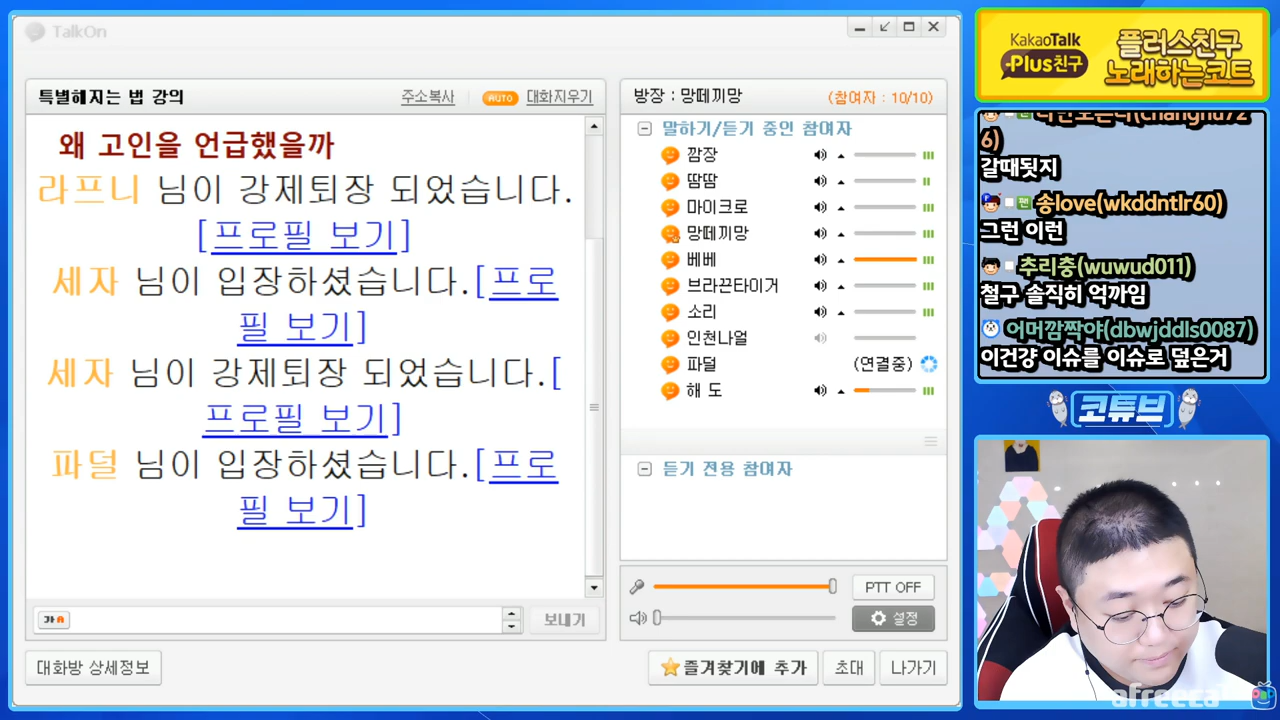 TalkOn
특별해지는 법 강의
주소복사
AUTO
대화지우기
왜 고인을 언급했을까
라프니 님이 강제퇴장 되었습니다.
[프로필 보기]
세자 님이 입장하셨습니다.[프로
필 보기]
세자 님이 강제퇴장 되었습니다.[
프로필 보기]
파덜 님이 입장하셨습니다.[프로
필 보기]
가A
보내기
대화방 상세정보
방장 : 망떼끼망
(참여자 : 10/10)
말하기/듣기 중인 참여자
깜장
땀땀
마이크로
망떼끼망
베베
브라끈타이거
소리
인천나얼
파덜 (연결중)
해 도
듣기 전용 참여자
PTT OFF
설정
즐겨찾기에 추가
초대
나가기
KakaoTalk
Plus친구
플러스친구
노래하는코트
6)
갈때됫지
팬 송love(wkddntlr60)
그런 이런
추리충(wuwud011)
철구 솔직히 억까임
어머깜짝야(dbwjddls0087)
이건걍 이슈를 이슈로 덮은거
코튜브
afreeca